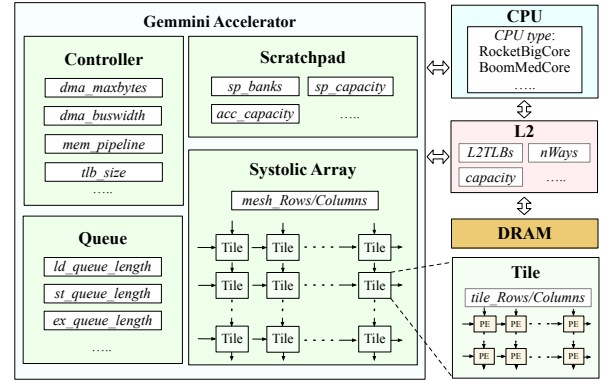 Gemmini Accelerator
Controller
dma_maxbytes
dma_buswidth
mem_pipeline
tlb_size
.....
Queue
ld_queue_length
st_queue_length
ex_queue_length
.....
Scratchpad
sp_banks sp_capacity
acc_capacity .....
Systolic Array
mesh_Rows/Columns
Tile Tile Tile
Tile Tile Tile
Tile Tile Tile
CPU
CPU type:
RocketBigCore
BoomMedCore
.....
L2
L2TLBs nWays
capacity .....
DRAM
Tile
tile_Rows/Columns
PE PE PE
PE PE PE